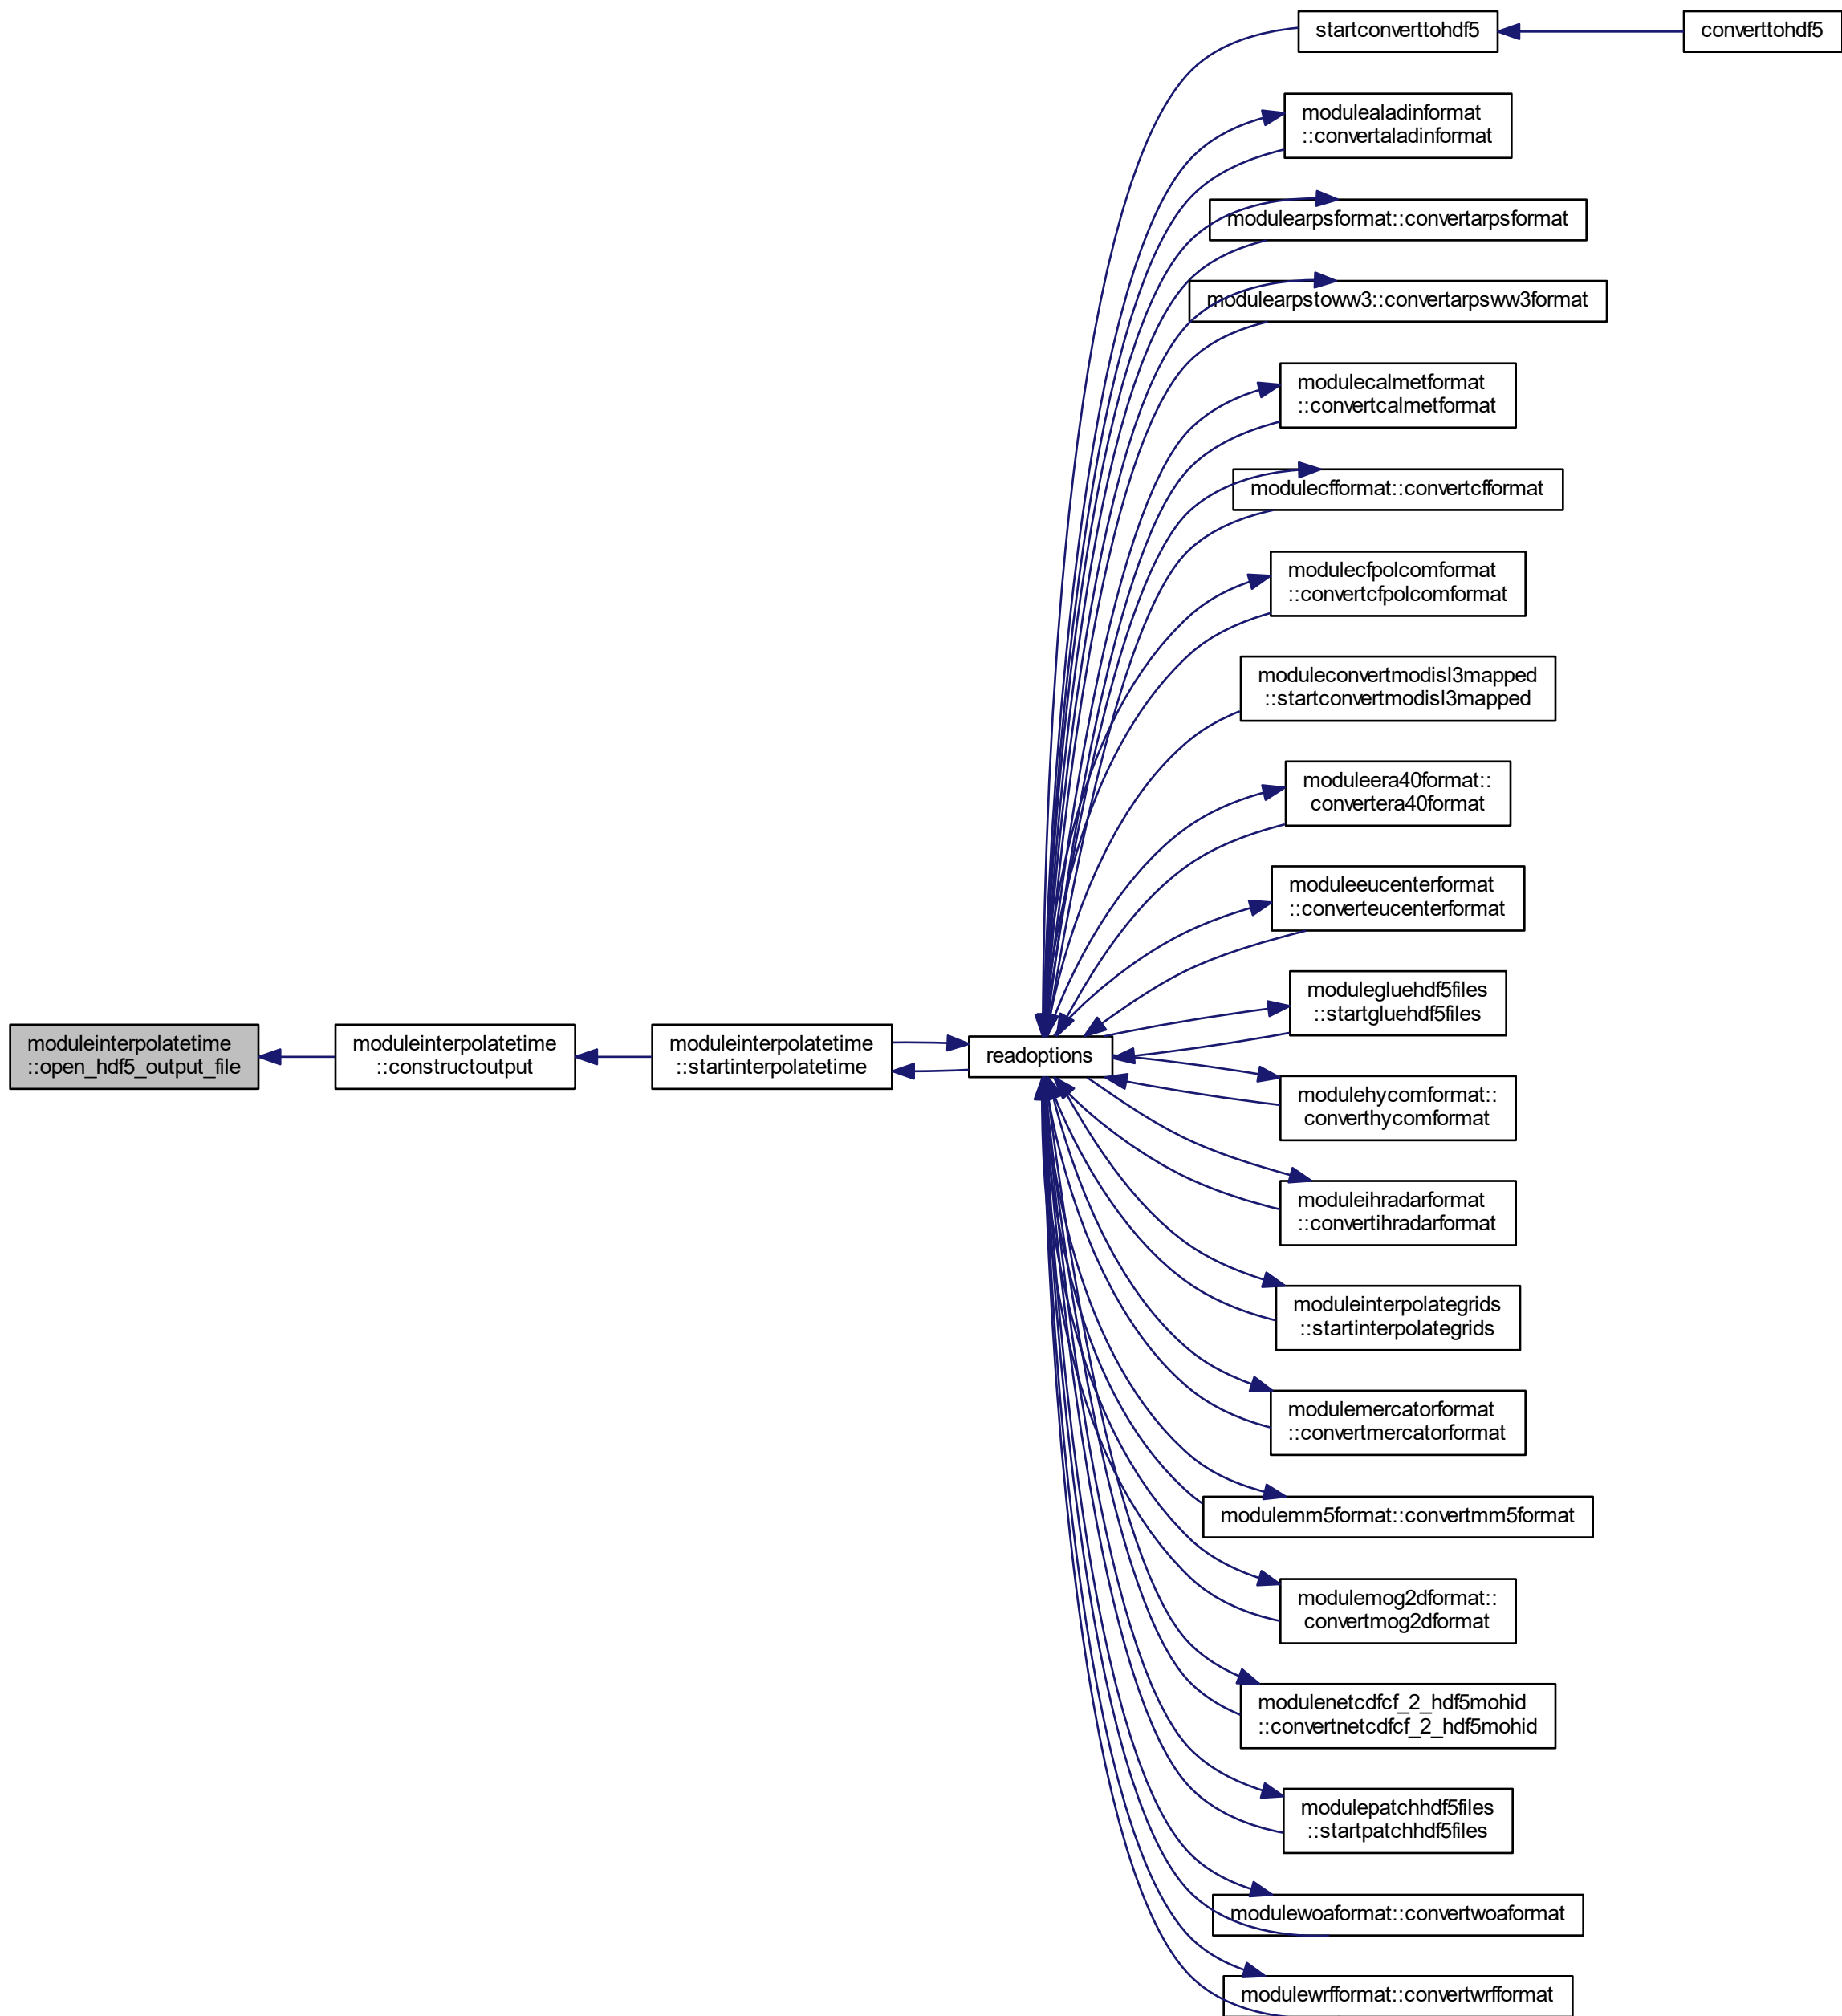 startconverttohdf5
converttohdf5
modulealadinformat
::convertaladinformat
modulearpsformat::convertarpsformat
modulearpstoww3::convertarpsww3format
modulecalmetformat
::convertcalmetformat
modulecfformat::convertcfformat
modulecfpolcomformat
::convertcfpolcomformat
moduleconvertmodisl3mapped
::startconvertmodisl3mapped
moduleera40format::
convertera40format
moduleeucenterformat
::converteucenterformat
modulegluehdf5files
::startgluehdf5files
moduleinterpolatetime
::open_hdf5_output_file
moduleinterpolatetime
::constructoutput
moduleinterpolatetime
::startinterpolatetime
readoptions
modulehycomformat::
converthycomformat
moduleihradarformat
::convertihradarformat
moduleinterpolategrids
::startinterpolategrids
modulemercatorformat
::convertmercatorformat
modulemm5format::convertmm5format
modulemog2dformat::
convertmog2dformat
modulenetcdfcf_2_hdf5mohid
::convertnetcdfcf_2_hdf5mohid
modulepatchhdf5files
::startpatchhdf5files
modulewoaformat::convertwoaformat
modulewrfformat::convertwrfformat